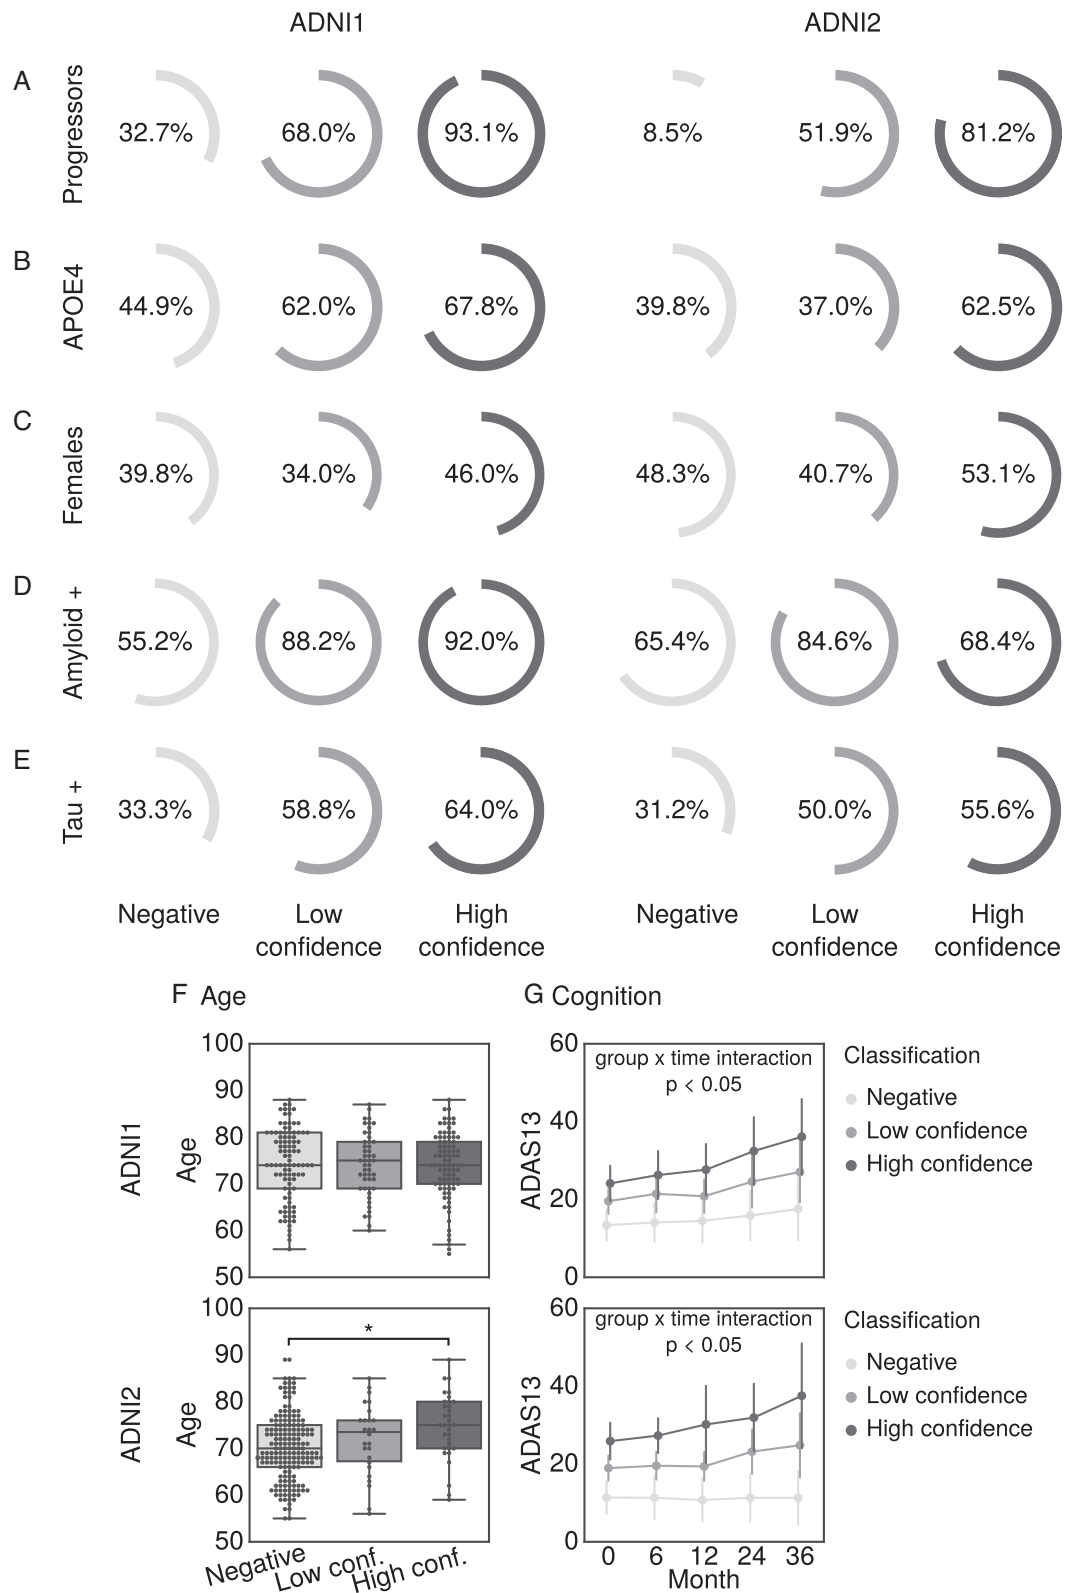 ADNI1 ADNI2
A Progressors 32.7% 68.0% 93.1% 8.5% 51.9% 81.2%
B APOE4 44.9% 62.0% 67.8% 39.8% 37.0% 62.5%
C Females 39.8% 34.0% 46.0% 48.3% 40.7% 53.1%
D Amyloid + 55.2% 88.2% 92.0% 65.4% 84.6% 68.4%
E Tau + 33.3% 58.8% 64.0% 31.2% 50.0% 55.6%
Negative Low High Negative Low High
confidence confidence confidence confidence
F Age G Cognition
ADNI1
Age
100
90
80
70
60
50
ADAS13
60
40
20
0
group x time interaction
p < 0.05
Classification
Negative
Low confidence
High confidence
ADNI2
Age
100
90
80
70
60
50
*
Negative Low conf. High conf.
ADAS13
60
40
20
0
group x time interaction
p < 0.05
0 6 12 24 36
Month
Classification
Negative
Low confidence
High confidence